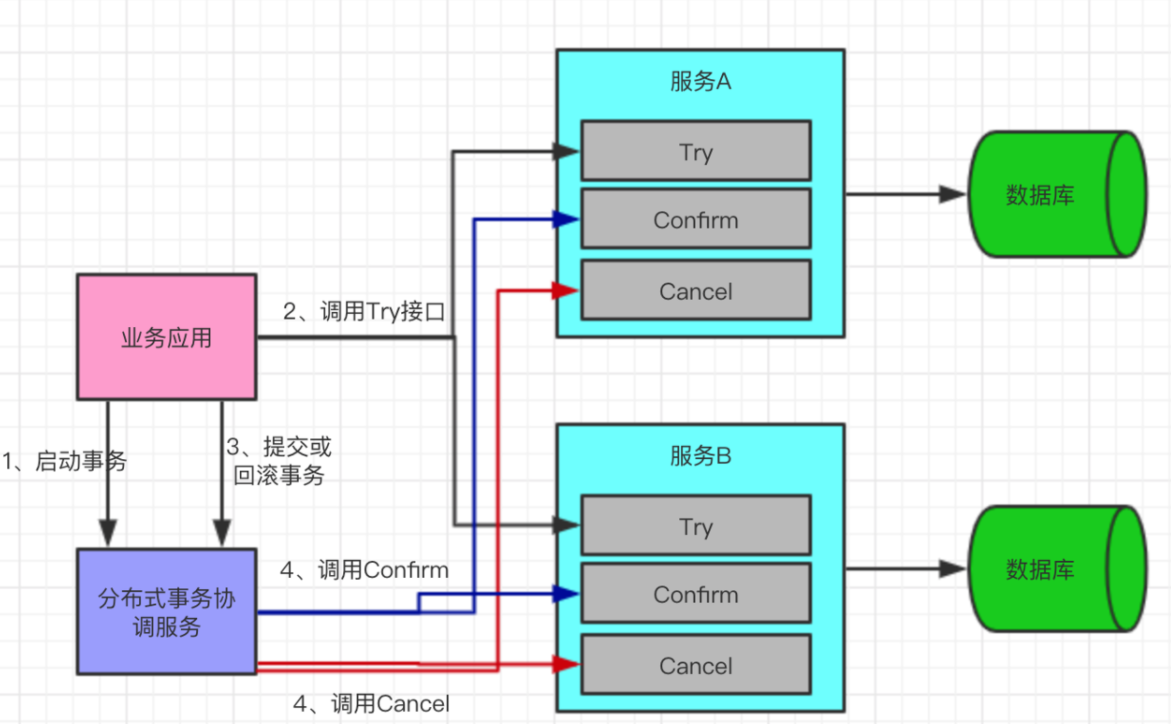 服务A
Try
Confirm
Cancel
数据库
业务应用
2、调用Try接口
1、启动事务
3、提交或
回滚事务
分布式事务协
调服务
4、调用Confirm
4、调用Cancel
服务B
Try
Confirm
Cancel
数据库